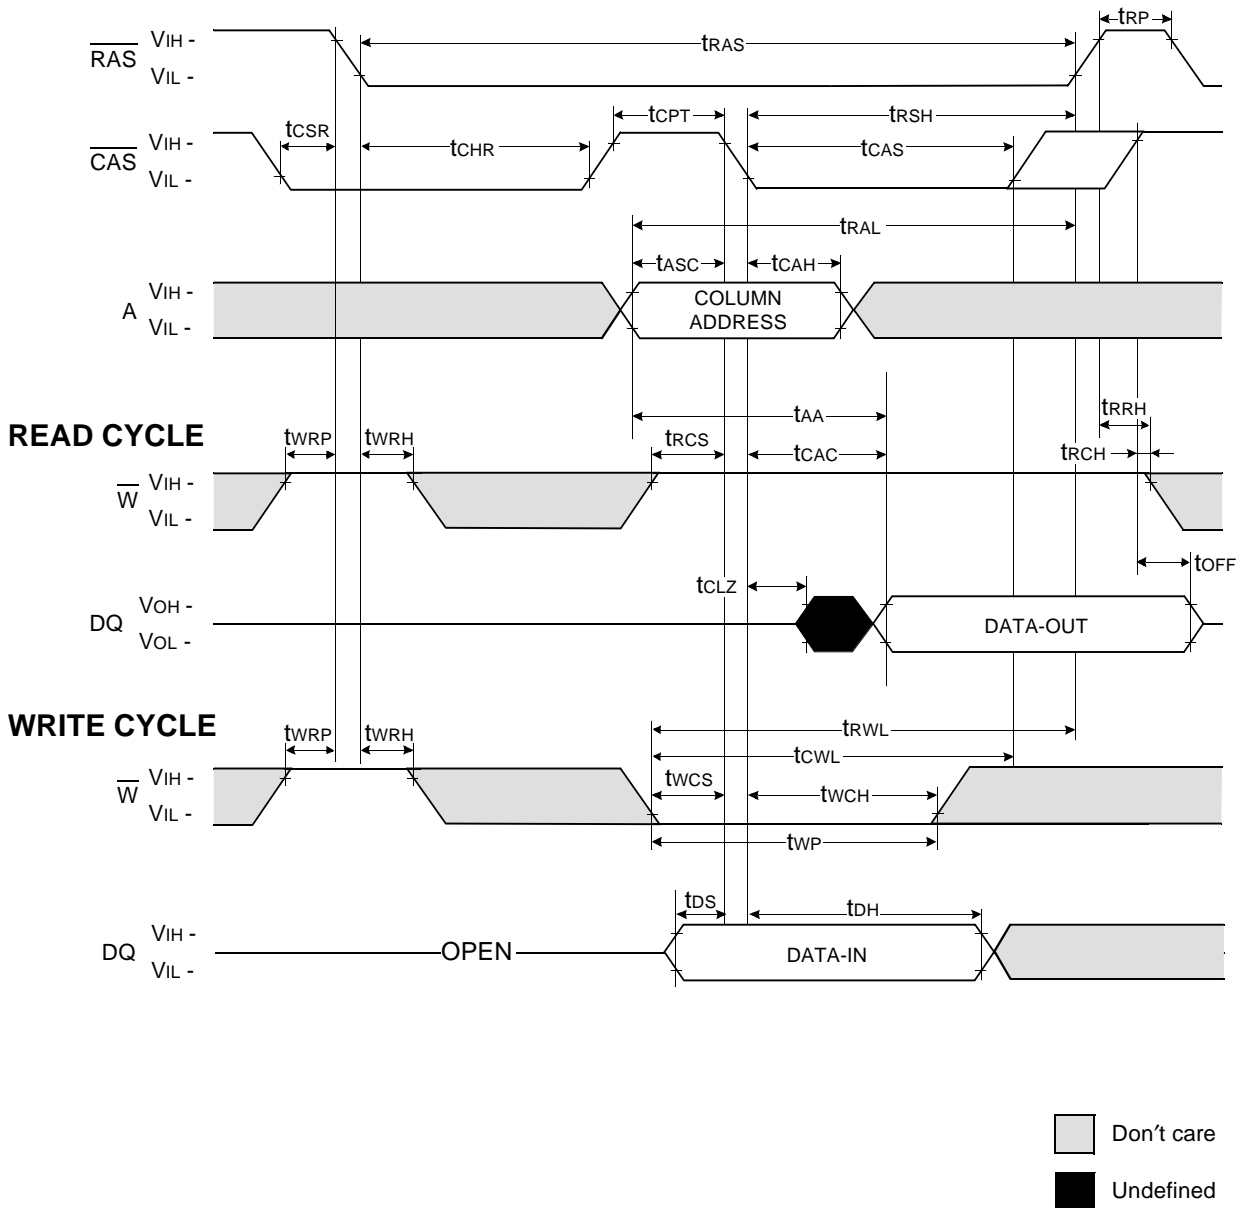 tRP
VIH -
RAS
tRAS
VIL -
tCPT
tRSH
tCSR
VIH -
CAS
tCHR
tCAS
VIL -
tRAL
tASC
tCAH
VIH -
A
COLUMN
ADDRESS
VIL -
tAA
tRRH
READ CYCLE
tWRP
tWRH
tRCS
tCAC
tRCH
VIH -
W
VIL -
tOFF
tCLZ
VOH -
DQ
DATA-OUT
VOL -
WRITE CYCLE
tWRP
tWRH
tRWL
tCWL
VIH -
W
tWCS
tWCH
VIL -
tWP
tDS
tDH
VIH -
DQ
OPEN
DATA-IN
VIL -
Don′t care
Undefined